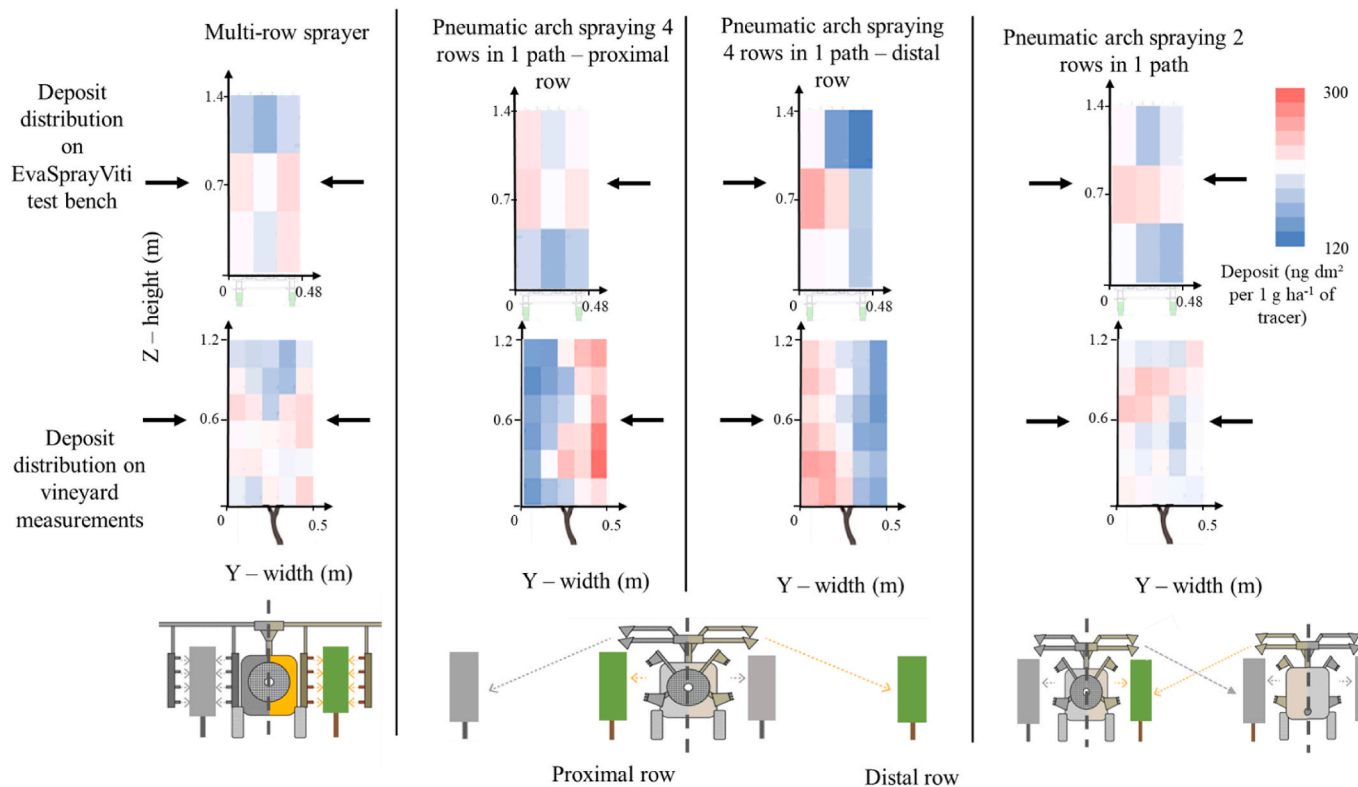 Multi-row sprayer
Pneumatic arch spraying 4
rows in 1 path – proximal
row
Pneumatic arch spraying
4 rows in 1 path – distal
row
Pneumatic arch spraying 2
rows in 1 path
Deposit
distribution
on
EvaSprayViti
test bench
Z – height (m)
1.4
0.7
0
0.48
1.4
0.7
0
0.48
1.4
0.7
0
0.48
1.4
0.7
0
0.48
300
120
Deposit (ng dm²
per 1 g ha⁻¹ of
tracer)
Deposit
distribution on
vineyard
measurements
1.2
0.6
0
0.5
1.2
0.6
0
0.5
1.2
0.6
0
0.5
1.2
0.6
0
0.5
Y – width (m)
Y – width (m)
Y – width (m)
Y – width (m)
Proximal row
Distal row